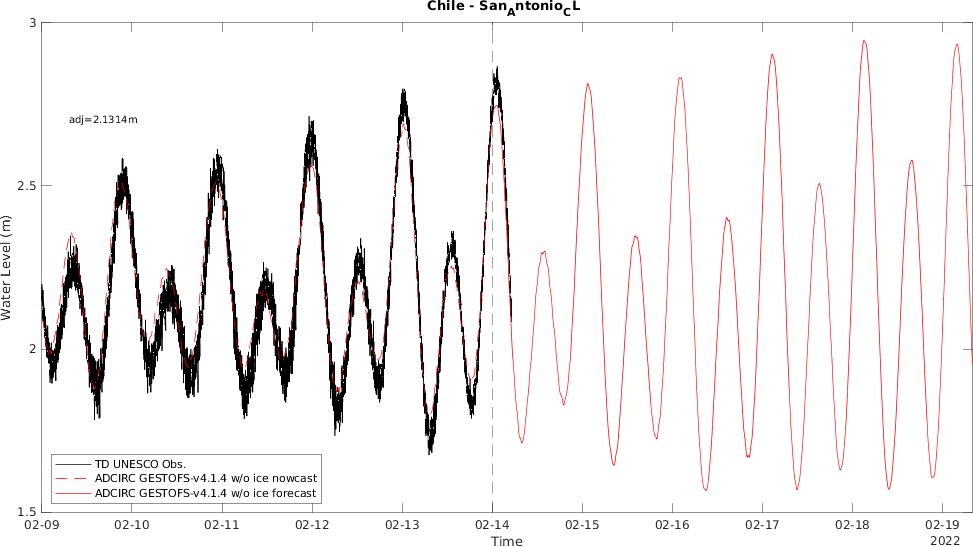 Chile - San_Antonio_CL
3
adj=2.1314m
2.5
Water Level (m)
2
TD UNESCO Obs.
ADCIRC GESTOFS-v4.1.4 w/o ice nowcast
ADCIRC GESTOFS-v4.1.4 w/o ice forecast
1.5
02-09 02-10 02-11 02-12 02-13 02-14 02-15 02-16 02-17 02-18 02-19
Time
2022